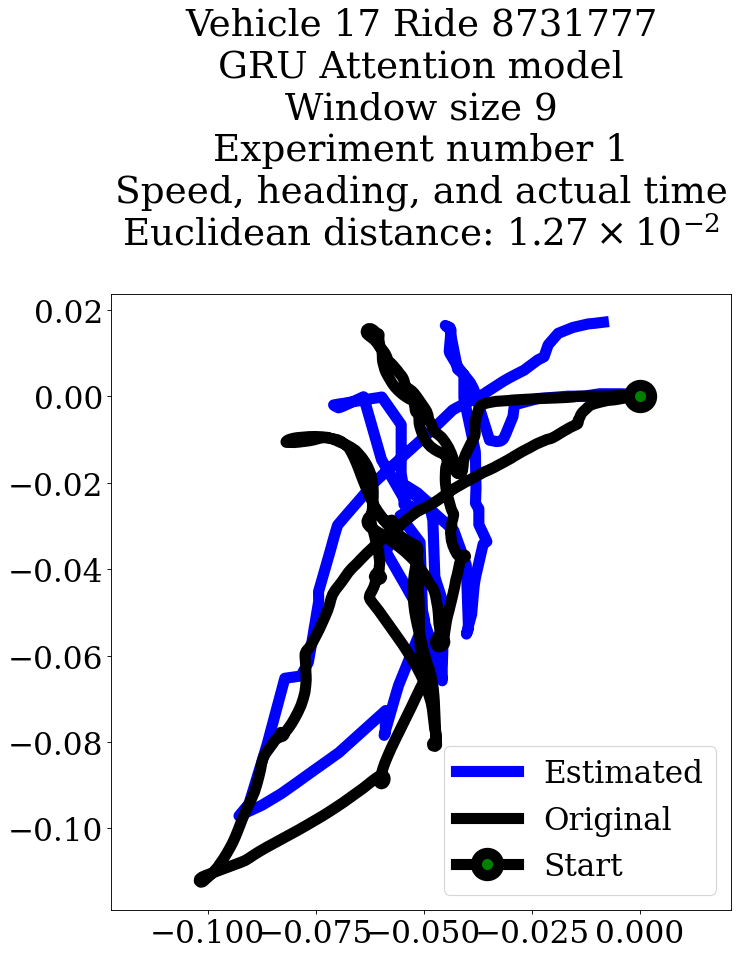 Vehicle 17 Ride 8731777
GRU Attention model
Window size 9
Experiment number 1
Speed, heading, and actual time
Euclidean distance: 1.27 × 10⁻²
0.02
0.00
−0.02
−0.04
−0.06
−0.08
−0.10
Estimated
Original
Start
−0.100 −0.075 −0.050 −0.025 0.000